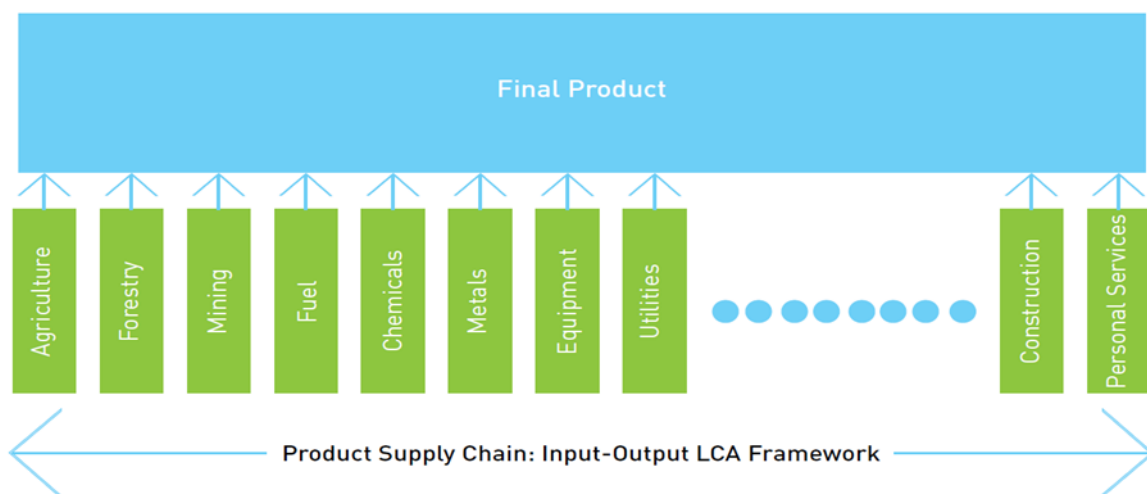 Final Product
Agriculture
Forestry
Mining
Fuel
Chemicals
Metals
Equipment
Utilities
Construction
Personal Services
Product Supply Chain: Input-Output LCA Framework